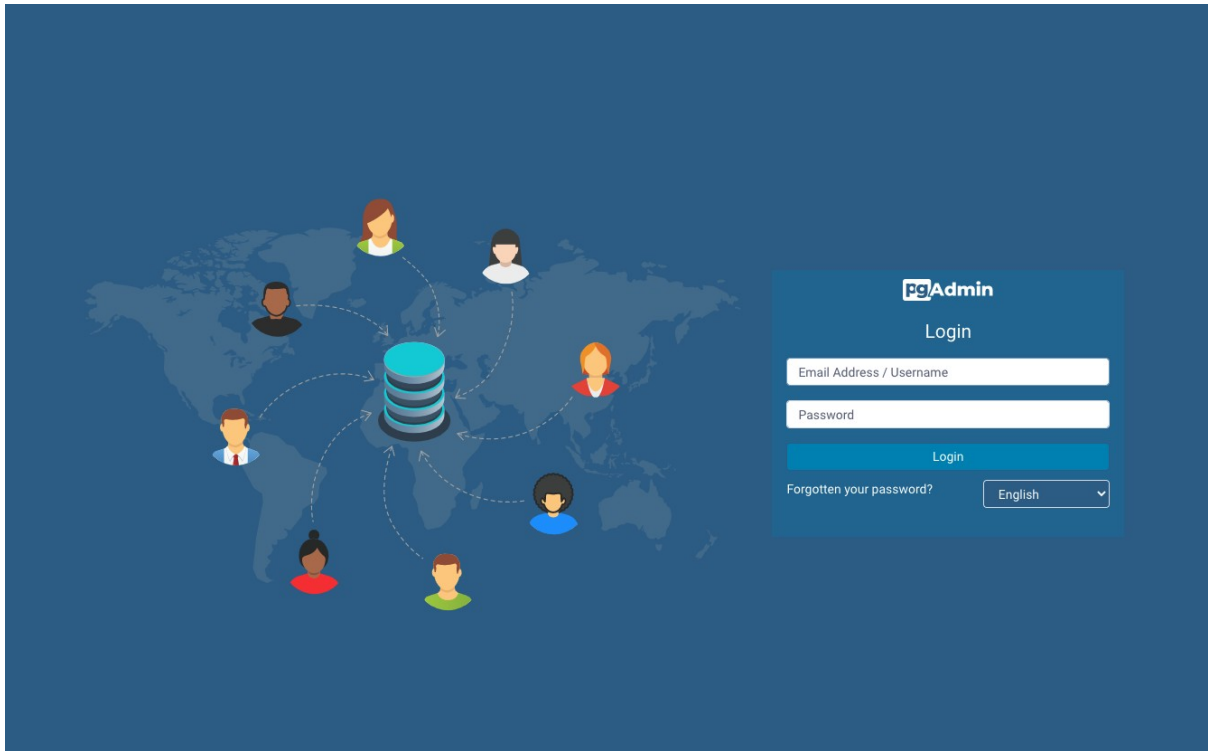 pgAdmin
Login
Email Address / Username
Password
Login
Forgotten your password?
English